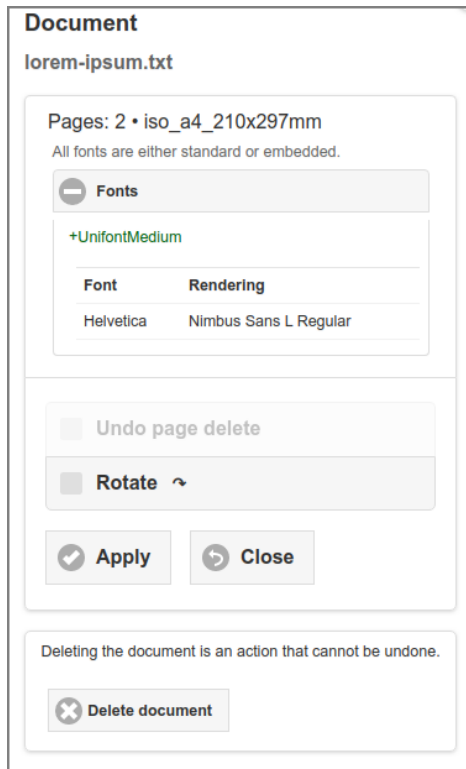 Document
lorem-ipsum.txt
Pages: 2 • iso_a4_210x297mm
All fonts are either standard or embedded.
Fonts
+UnifontMedium
Font Rendering
Helvetica Nimbus Sans L Regular
Undo page delete
Rotate ↷
Apply Close
Deleting the document is an action that cannot be undone.
Delete document